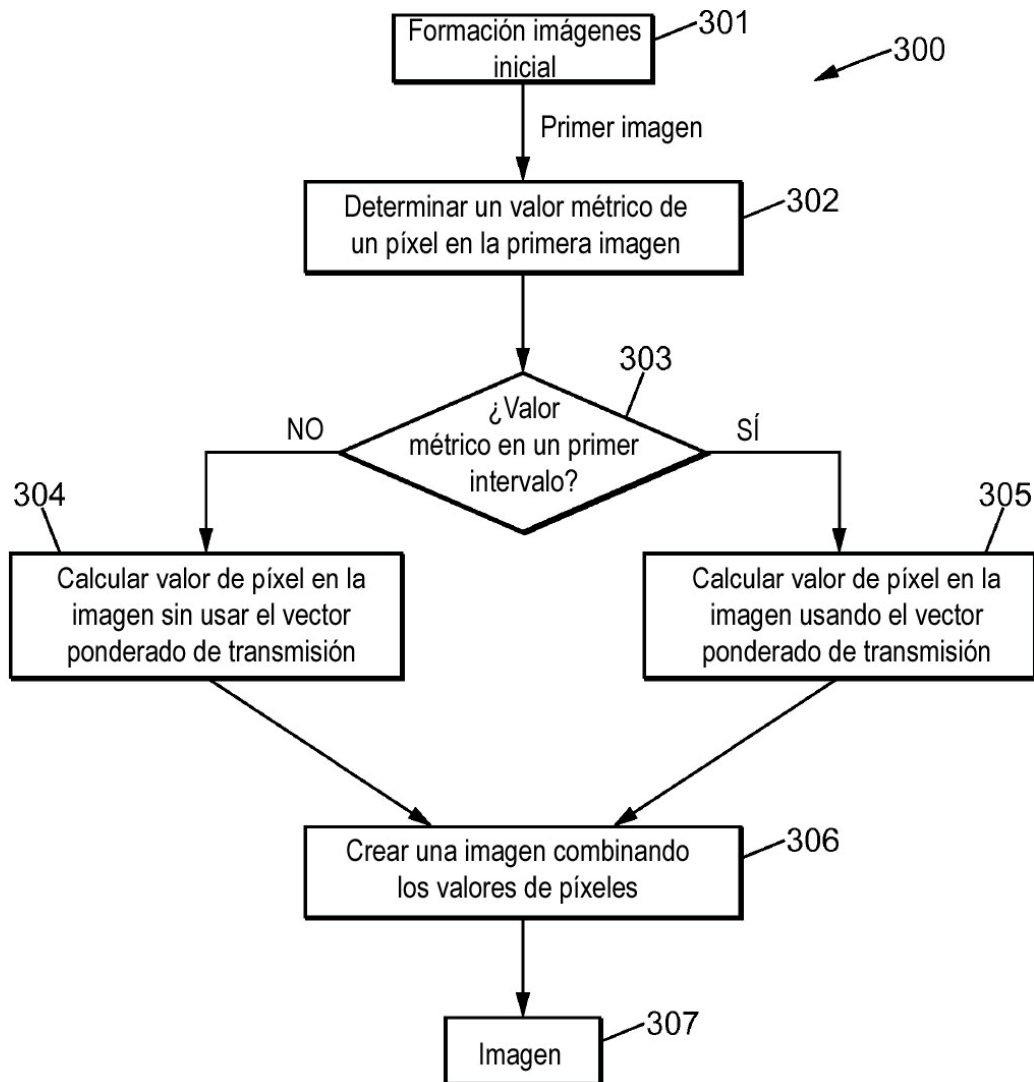 Formación imágenes
inicial
301
300
Primer imagen
Determinar un valor métrico de
un píxel en la primera imagen
302
303
¿Valor
métrico en un primer
intervalo?
NO
SÍ
304
305
Calcular valor de píxel en la
imagen sin usar el vector
ponderado de transmisión
Calcular valor de píxel en la
imagen usando el vector
ponderado de transmisión
Crear una imagen combinando
los valores de píxeles
306
Imagen
307